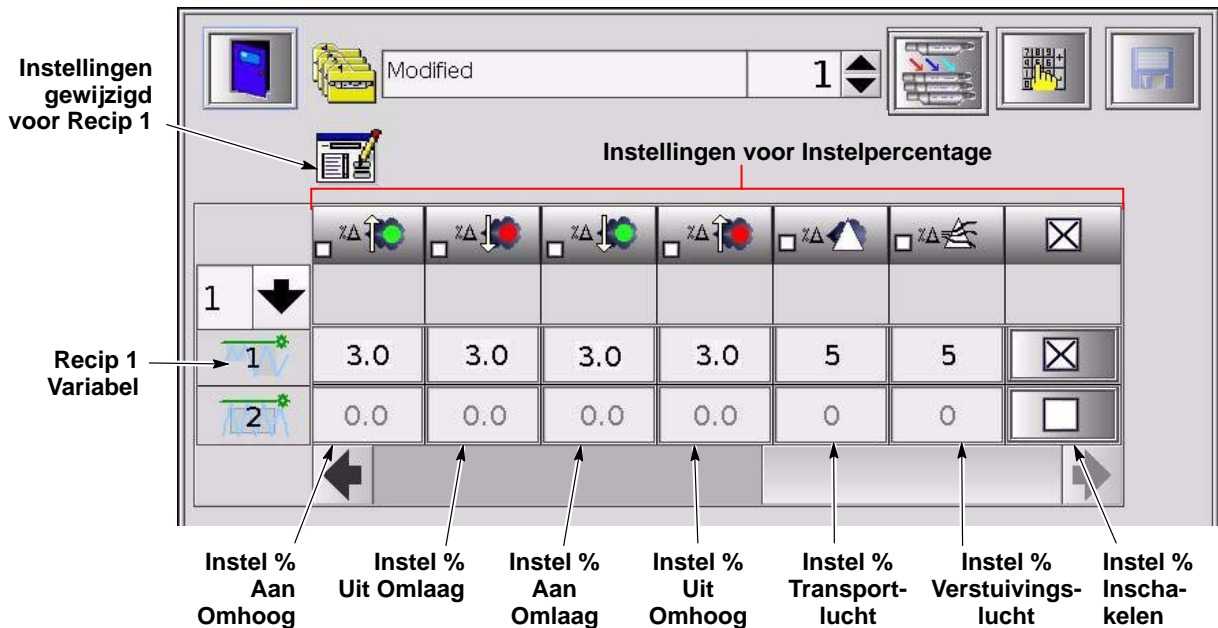 Instellingen
gewijzigd
voor Recip 1
Modified
1
Instellingen voor Instelpercentage
%Δ
%Δ
%Δ
%Δ
%Δ
%Δ
1
Recip 1
Variabel
1
3.0
3.0
3.0
3.0
5
5
2
0.0
0.0
0.0
0.0
0
0
Instel %
Aan
Omhoog
Instel %
Uit Omlaag
Instel %
Aan
Omlaag
Instel %
Uit
Omhoog
Instel %
Transport-
lucht
Instel %
Verstuivings-
lucht
Instel %
Inscha-
kelen